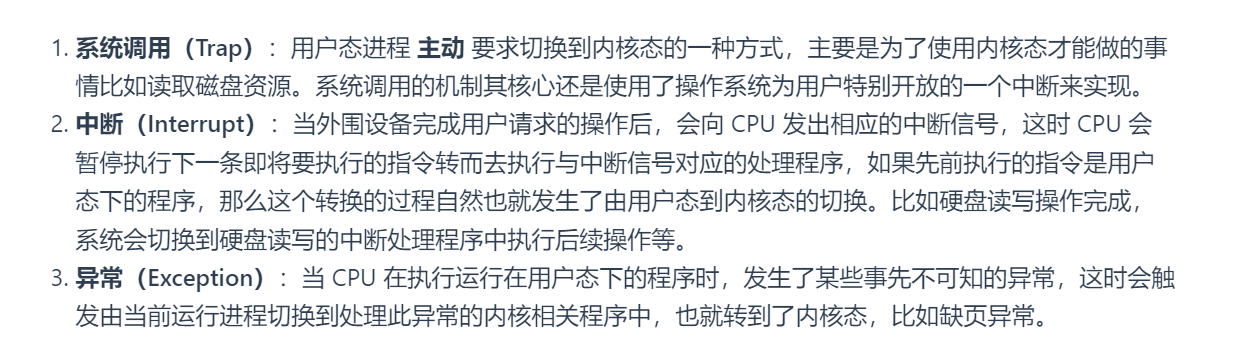 1. 系统调用（Trap）：用户态进程 主动 要求切换到内核态的一种方式，主要是为了使用内核态才能做的事
情比如读取磁盘资源。系统调用的机制其核心还是使用了操作系统为用户特别开放的一个中断来实现。
2. 中断（Interrupt）：当外围设备完成用户请求的操作后，会向 CPU 发出相应的中断信号，这时 CPU 会
暂停执行下一条即将要执行的指令转而去执行与中断信号对应的处理程序，如果先前执行的指令是用户
态下的程序，那么这个转换的过程自然也就发生了由用户态到内核态的切换。比如硬盘读写操作完成，
系统会切换到硬盘读写的中断处理程序中执行后续操作等。
3. 异常（Exception）：当 CPU 在执行运行在用户态下的程序时，发生了某些事先不可知的异常，这时会触
发由当前运行进程切换到处理此异常的内核相关程序中，也就转到了内核态，比如缺页异常。